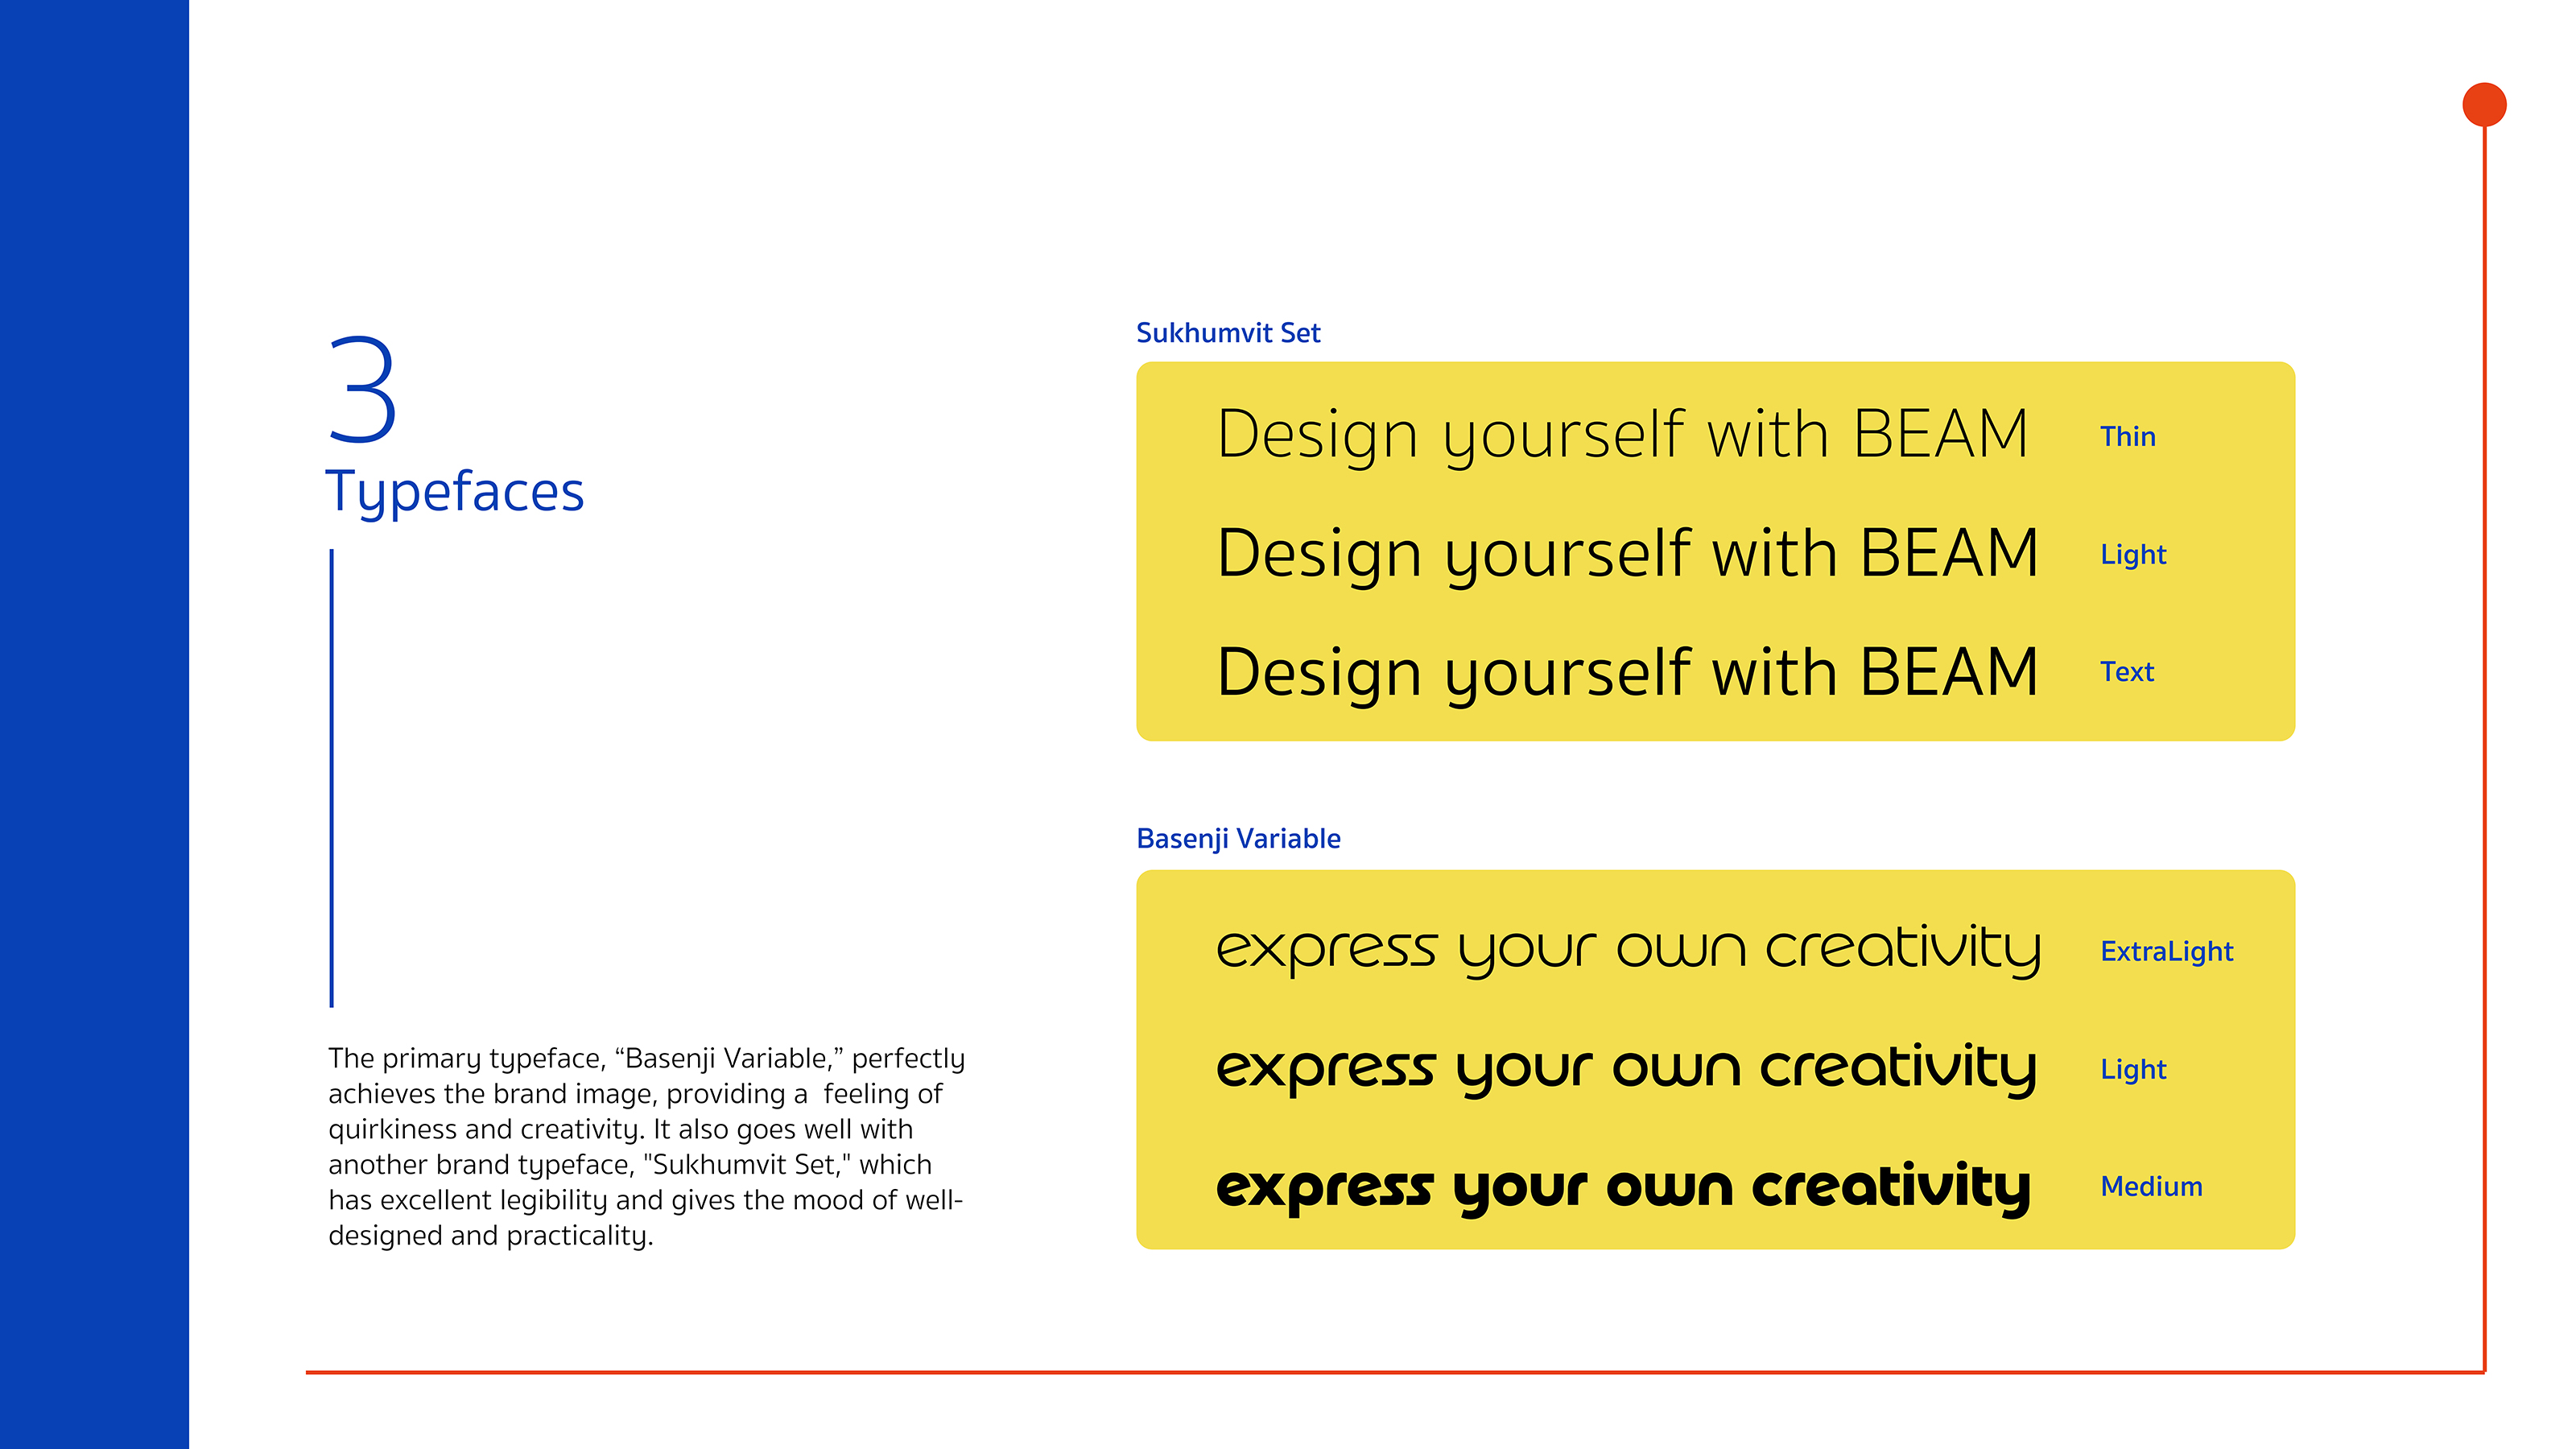 3
Typefaces
The primary typeface, “Basenji Variable,” perfectly
achieves the brand image, providing a  feeling of
quirkiness and creativity. It also goes well with
another brand typeface, "Sukhumvit Set," which
has excellent legibility and gives the mood of well-
designed and practicality.
Sukhumvit Set
Design yourself with BEAM Thin
Design yourself with BEAM Light
Design yourself with BEAM Text
Basenji Variable
express your own creativity ExtraLight
express your own creativity Light
express your own creativity Medium